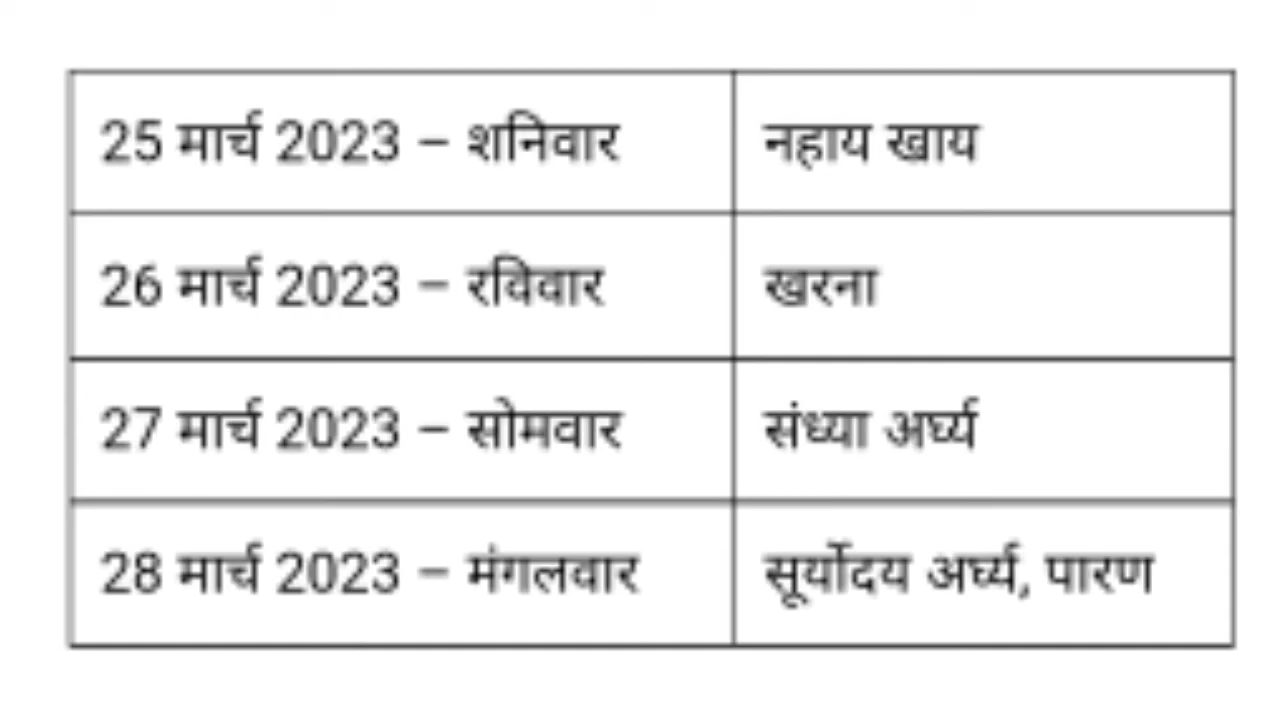 25 मार्च 2023 – शनिवार नहाय खाय
26 मार्च 2023 – रविवार खरना
27 मार्च 2023 – सोमवार संध्या अर्घ्य
28 मार्च 2023 – मंगलवार सूर्योदय अर्घ्य, पारण